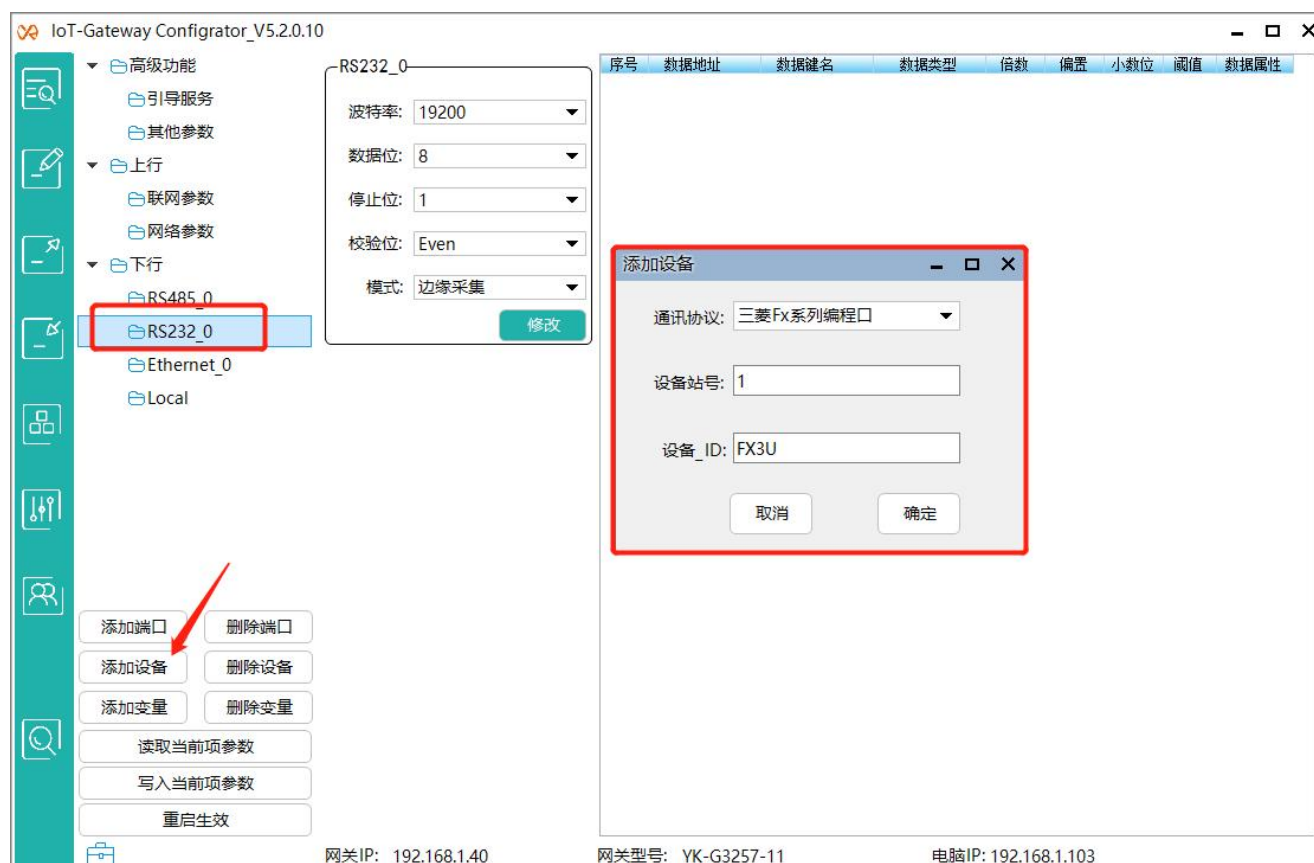 IoT-Gateway Configrator_V5.2.0.10
高级功能
引导服务
其他参数
上行
联网参数
网络参数
下行
RS485_0
RS232_0
Ethernet_0
Local
RS232_0
波特率: 19200
数据位: 8
停止位: 1
校验位: Even
模式: 边缘采集
修改
序号 数据地址 数据键名 数据类型 倍数 偏置 小数位 阈值 数据属性
添加设备
通讯协议: 三菱Fx系列编程口
设备站号: 1
设备_ID: FX3U
取消 确定
添加端口 删除端口
添加设备 删除设备
添加变量 删除变量
读取当前项参数
写入当前项参数
重启生效
网关IP: 192.168.1.40 网关型号: YK-G3257-11 电脑IP: 192.168.1.103